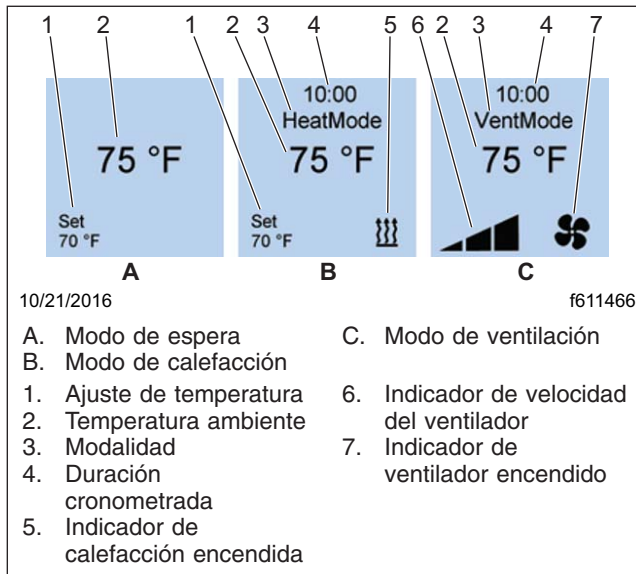 1 2 1 2 3 4 5 6 2 3 4 7
10:00 10:00
HeatMode VentMode
75 °F 75 °F 75 °F
Set Set
70 °F 70 °F
A B C
10/21/2016 f611466
A. Modo de espera
B. Modo de calefacción
C. Modo de ventilación
1. Ajuste de temperatura
2. Temperatura ambiente
3. Modalidad
4. Duración
cronometrada
5. Indicador de
calefacción encendida
6. Indicador de velocidad
del ventilador
7. Indicador de
ventilador encendido